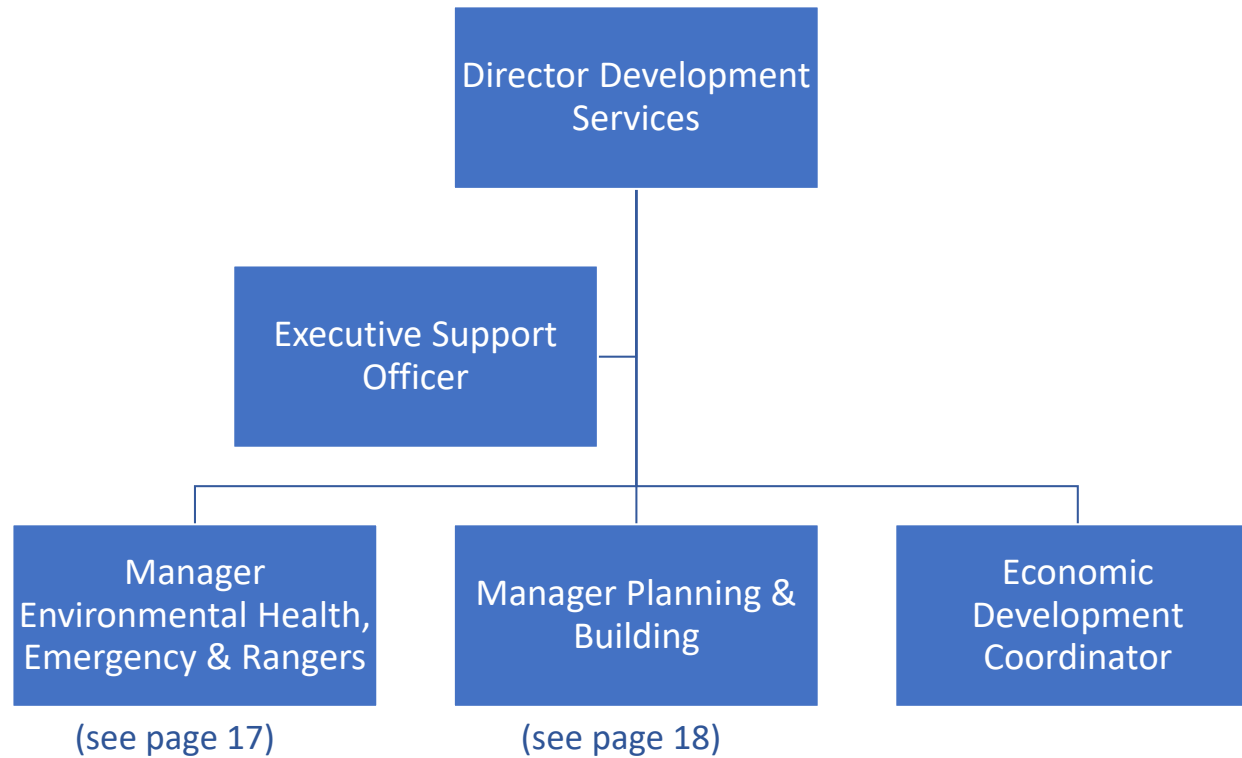 Director Development
Services
Executive Support
Officer
Manager
Environmental Health,
Emergency & Rangers
(see page 17)
Manager Planning &
Building
(see page 18)
Economic
Development
Coordinator